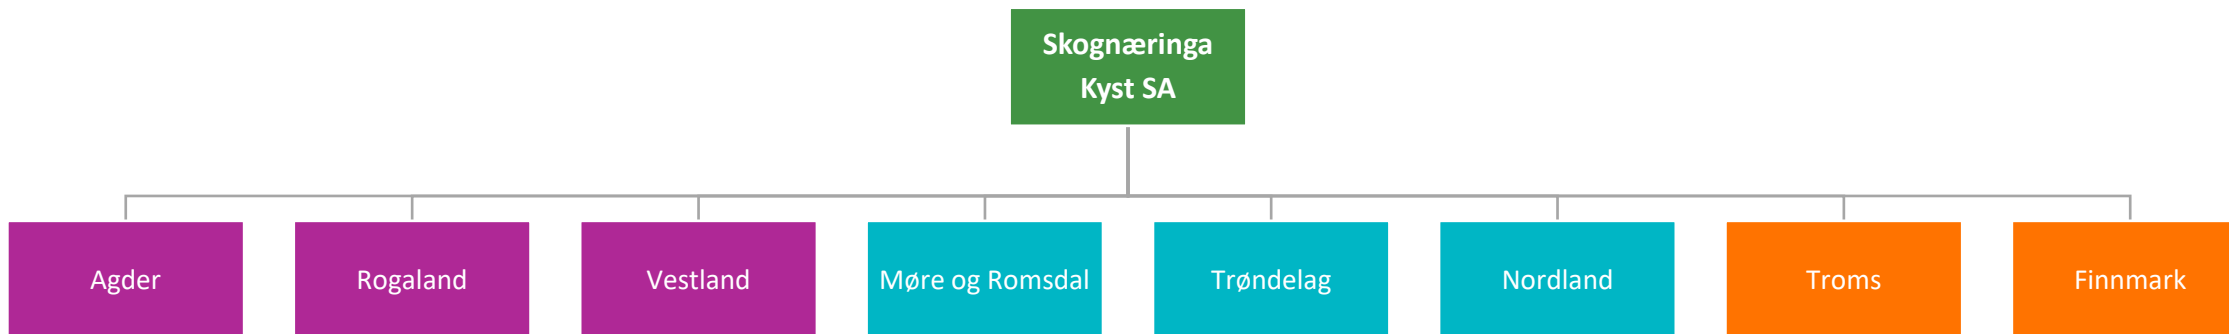 Skognæringa
Kyst SA
Agder
Rogaland
Vestland
Møre og Romsdal
Trøndelag
Nordland
Troms
Finnmark